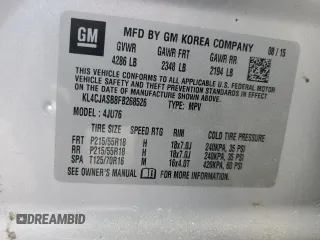 GM
MFD BY GM KOREA COMPANY 08/15
GVWR GAWR FRT GAWR RR
4286 LB 2348 LB 2194 LB
THIS VEHICLE CONFORMS TO ALL APPLICABLE
U.S. FEDERAL MOTOR VEHICLE SAFETY, BUMPER, AND
THEFT PREVENTION STANDARDS IN EFFECT ON THE DATE
OF MANUFACTURE SHOWN ABOVE.
KL4CJASB8FB268526 TYPE: MPV
MODEL: 4JU76
TIRE SIZE SPEED RTG RIM COLD TIRE PRESSURE
FRT P215/55R18 H 18x7.0J 240KPA, 35 PSI
RR P215/55R18 H 18x7.0J 240KPA, 35 PSI
SPA T125/70R16 M 16x4.0T 420KPA, 60 PSI
SEE OWNER'S MANUAL FOR MORE INFORMATION
DREAMBID